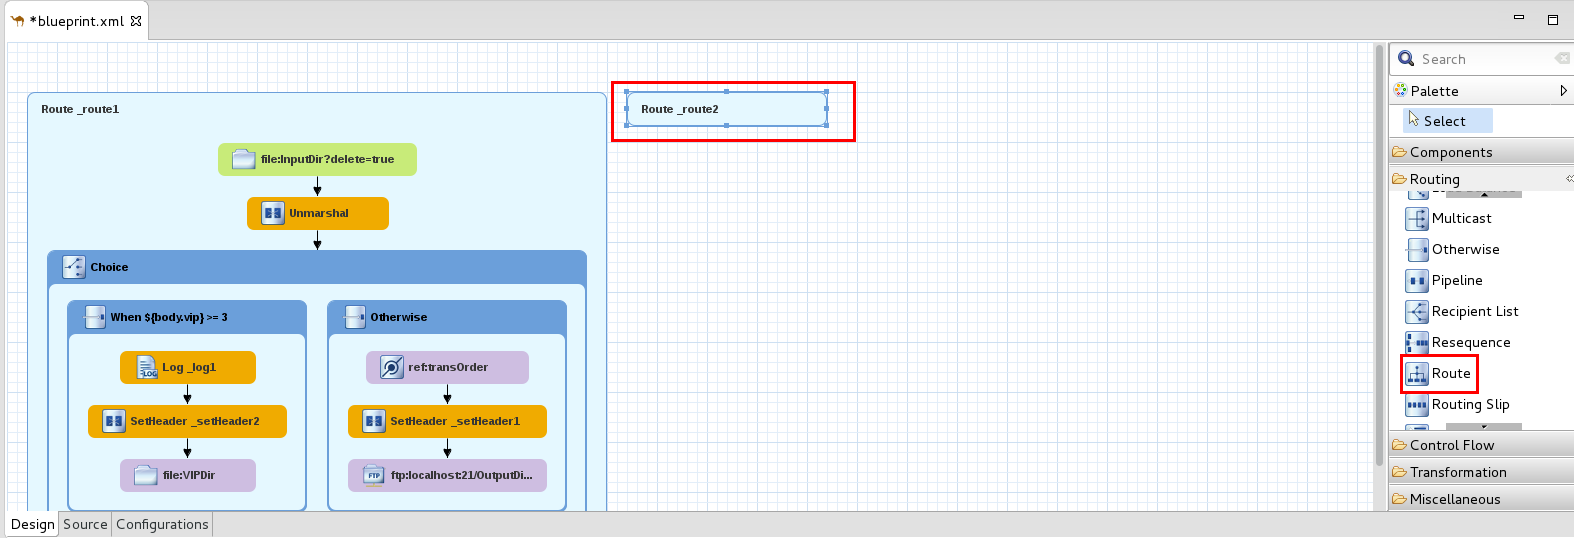 *blueprint.xml
Route _route1
Route _route2
file:InputDir?delete=true
Unmarshal
Choice
When ${body.vip} >= 3
Otherwise
Log _log1
ref:transOrder
SetHeader _setHeader2
SetHeader _setHeader1
file:VIPDir
ftp:localhost:21/OutputDi...
Search
Palette
Select
Components
Routing
Multicast
Otherwise
Pipeline
Recipient List
Resequence
Route
Routing Slip
Control Flow
Transformation
Miscellaneous
Design Source Configurations